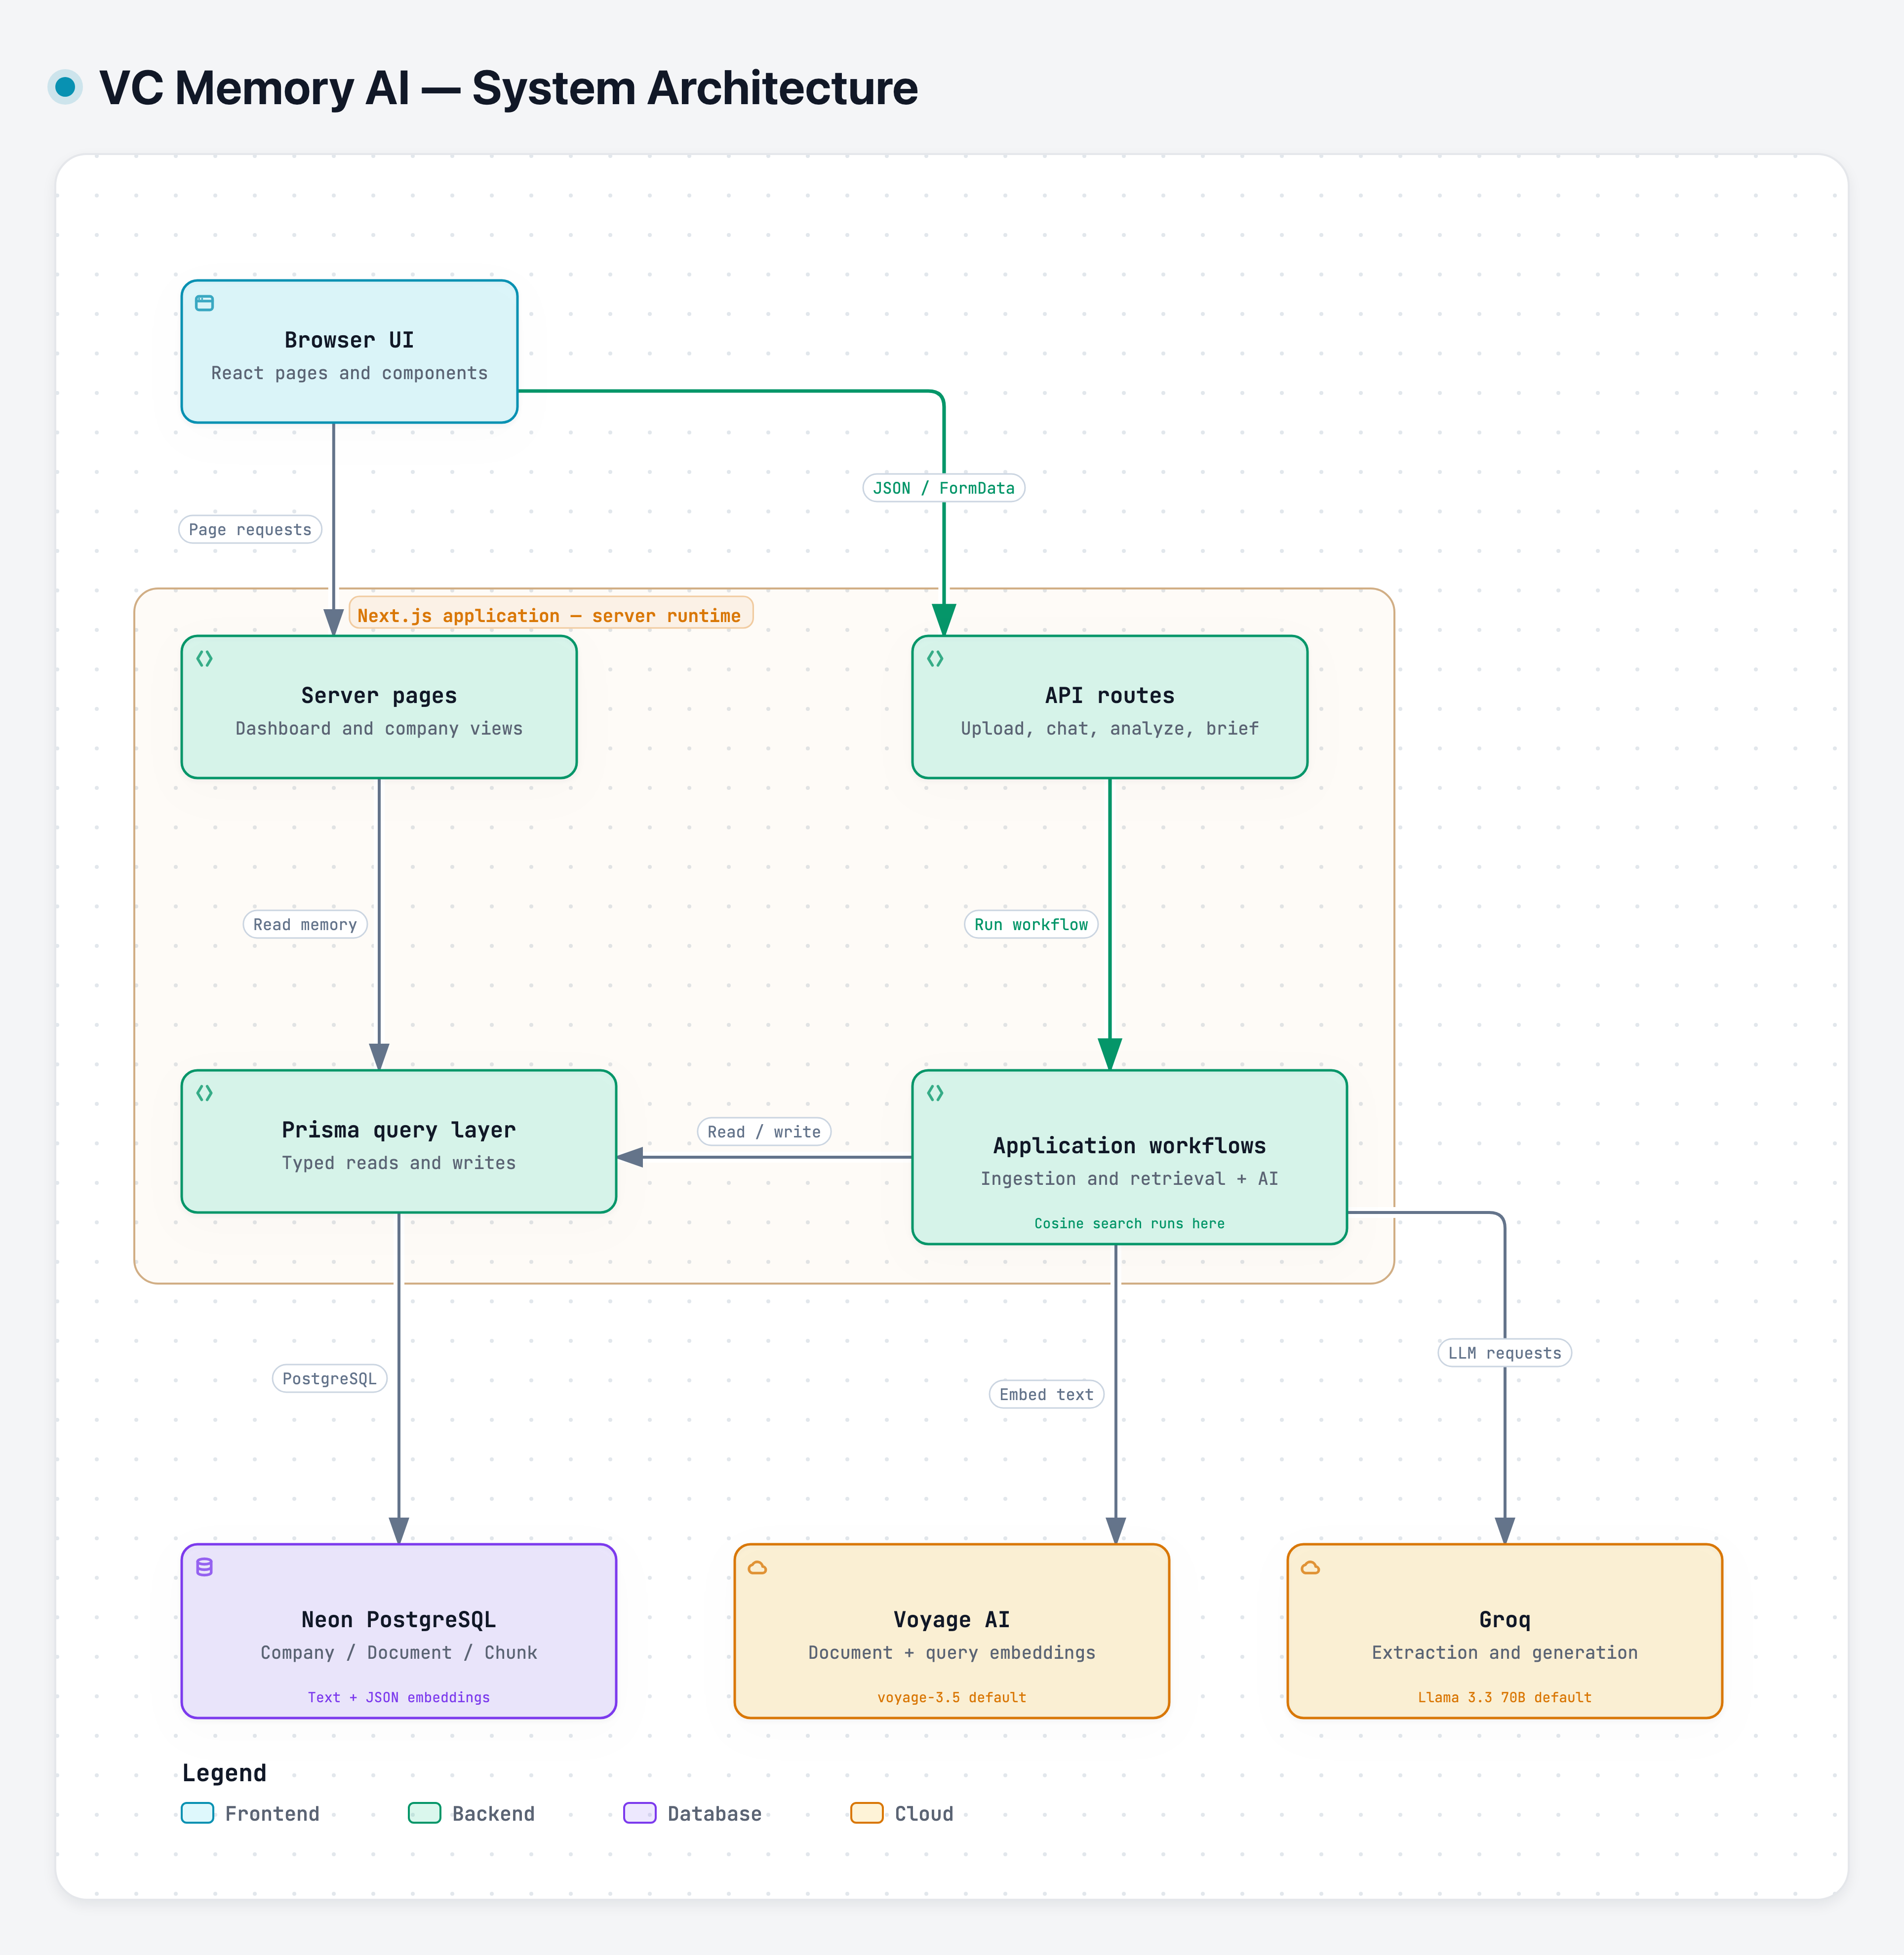 VC Memory AI — System Architecture
Browser UI
React pages and components
JSON / FormData
Page requests
Next.js application — server runtime
Server pages
Dashboard and company views
API routes
Upload, chat, analyze, brief
Read memory
Run workflow
Prisma query layer
Typed reads and writes
Read / write
Application workflows
Ingestion and retrieval + AI
Cosine search runs here
LLM requests
PostgreSQL
Embed text
Neon PostgreSQL
Company / Document / Chunk
Text + JSON embeddings
Voyage AI
Document + query embeddings
voyage-3.5 default
Groq
Extraction and generation
Llama 3.3 70B default
Legend
Frontend
Backend
Database
Cloud